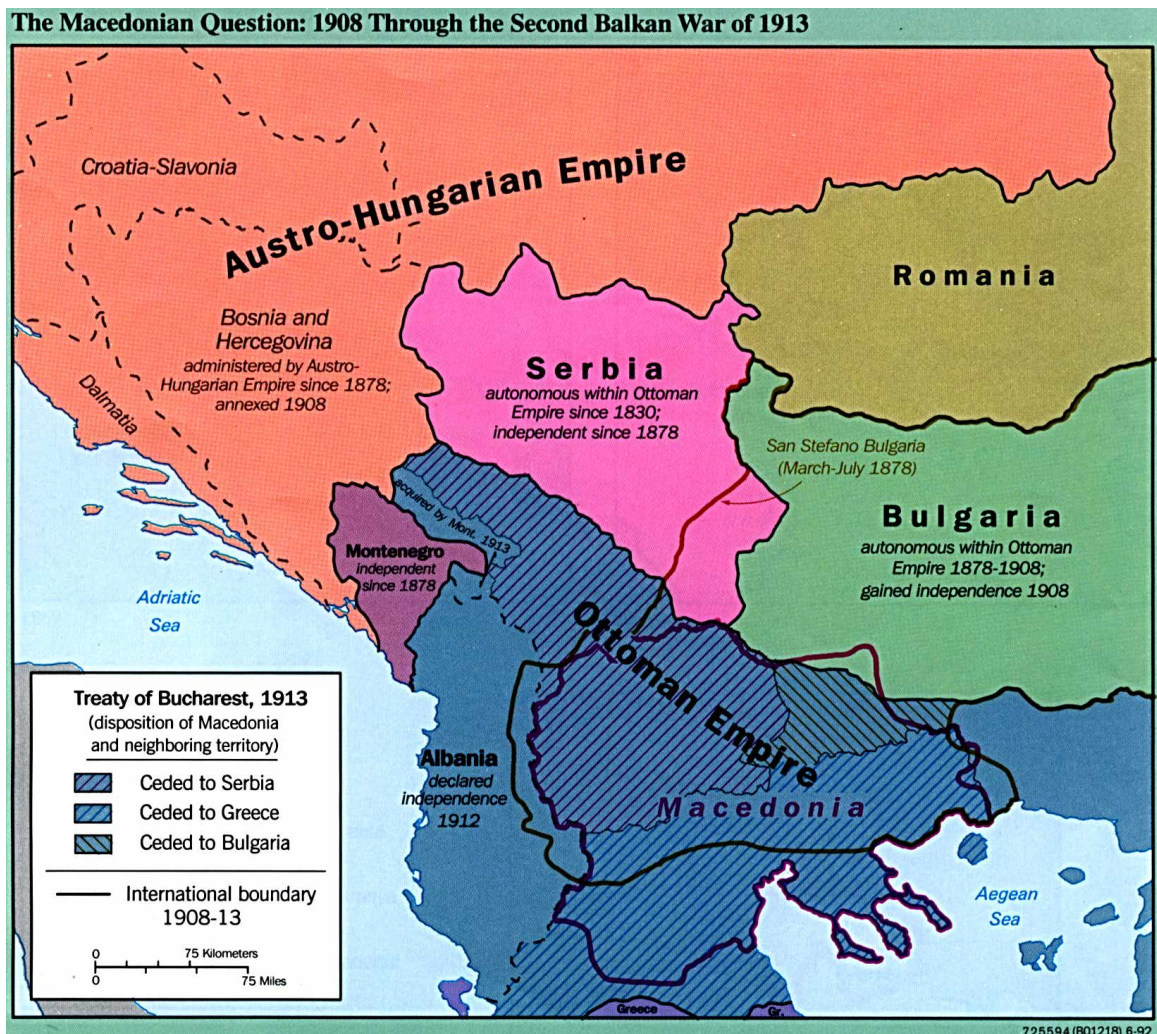 The Macedonian Question: 1908 Through the Second Balkan War of 1913
Croatia-Slavonia
Austro-Hungarian Empire
Romania
Bosnia and
Hercegovina
administered by Austro-
Hungarian Empire since 1878;
annexed 1908
Dalmatia
Serbia
autonomous within Ottoman
Empire since 1830;
independent since 1878
San Stefano Bulgaria
(March-July 1878)
Bulgaria
autonomous within Ottoman
Empire 1878-1908;
gained independence 1908
acquired by Mont. 1913
Montenegro
independent
since 1878
Adriatic
Sea
Ottoman Empire
Albania
declared
independence
1912
Macedonia
Aegean
Sea
Treaty of Bucharest, 1913
(disposition of Macedonia
and neighboring territory)
Ceded to Serbia
Ceded to Greece
Ceded to Bulgaria
International boundary
1908-13
0 75 Kilometers
0 75 Miles
Greece
Gr.
725594 (B01218) 6-92